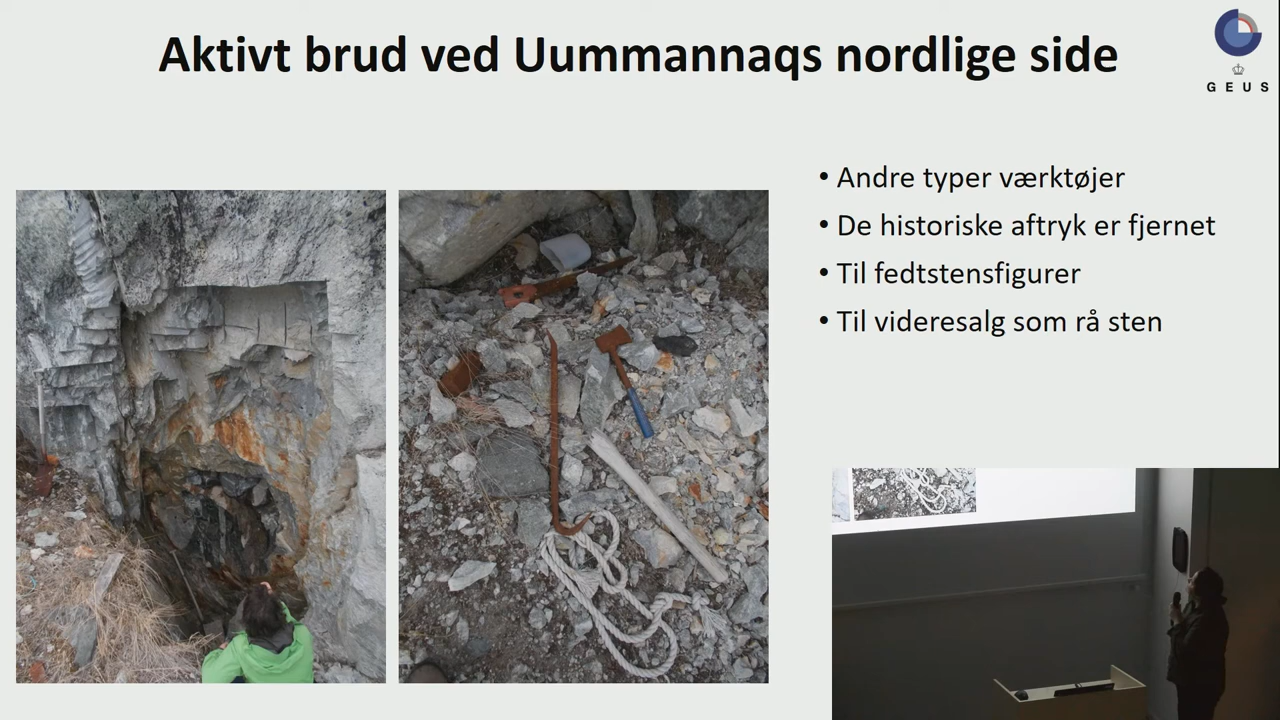 Aktivt brud ved Uummannaqs nordlige side
G E U S
• Andre typer værktøjer
• De historiske aftryk er fjernet
• Til fedtstensfigurer
• Til videresalg som rå sten